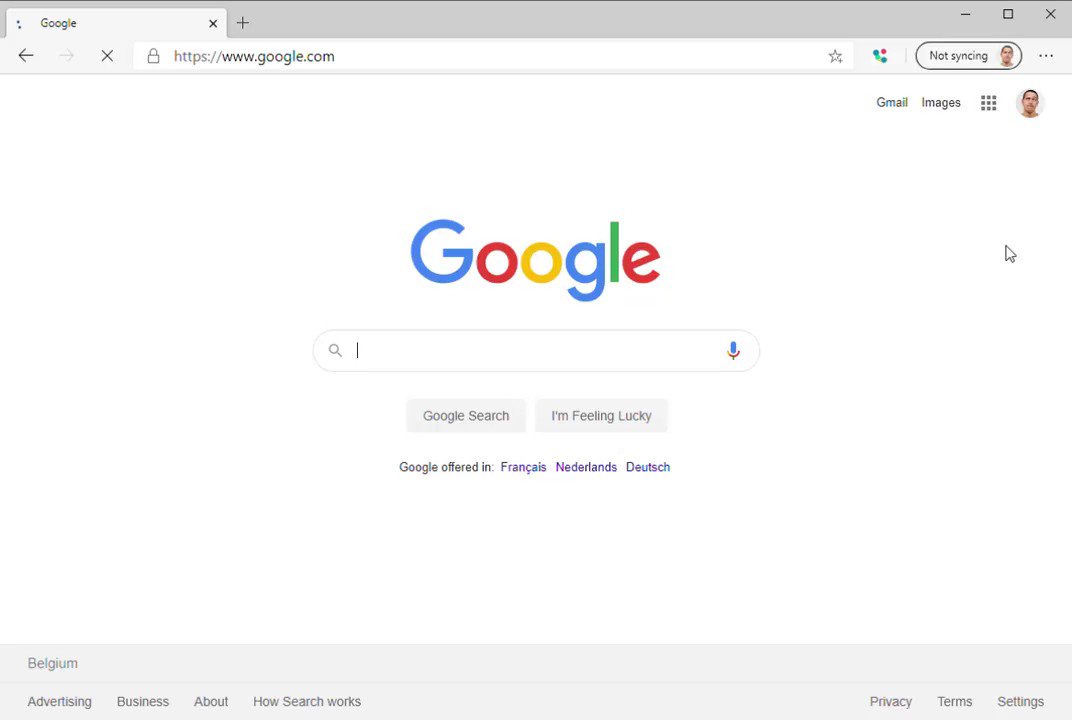 Google
https://www.google.com
Not syncing
Gmail Images
Google
Google Search I'm Feeling Lucky
Google offered in: Français Nederlands Deutsch
Belgium
Advertising Business About How Search works Privacy Terms Settings